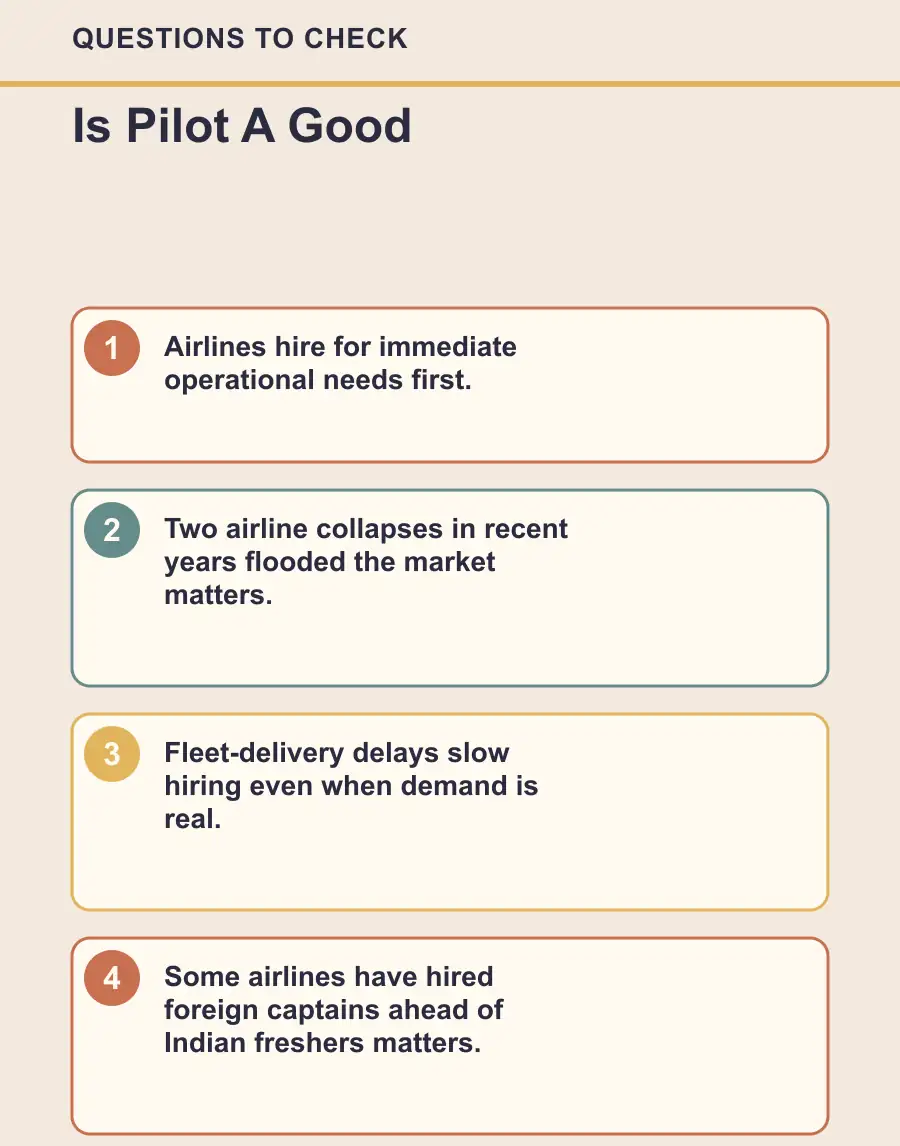 QUESTIONS TO CHECK
Is Pilot A Good
1
Airlines hire for immediate
operational needs first.
2
Two airline collapses in recent
years flooded the market
matters.
3
Fleet-delivery delays slow
hiring even when demand is
real.
4
Some airlines have hired
foreign captains ahead of
Indian freshers matters.